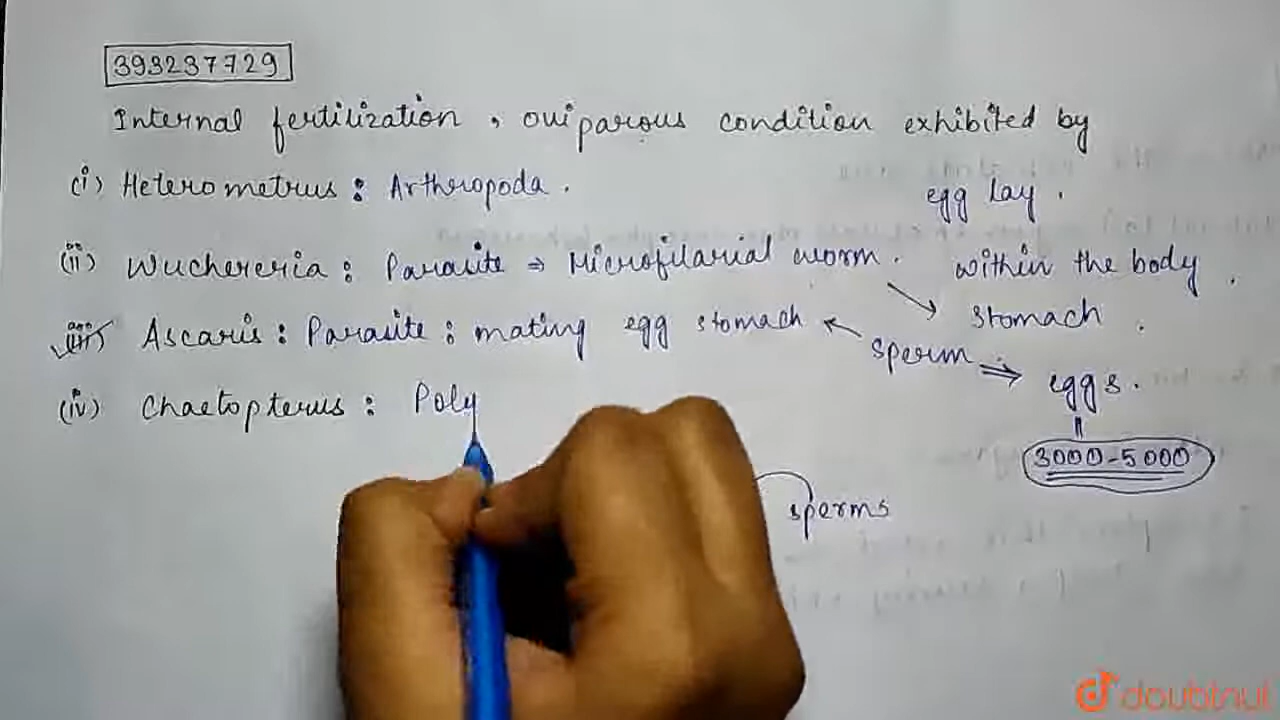 393237729
Internal fertilization, oviparous condition exhibited by
(i) Heterometrus : Artheropoda.
egg lay.
(ii) Wuchereria : Parasite ⇒ Microfilarial worm.
within the body.
stomach.
(iii) Ascaris : Parasite : mating egg stomach
sperm ⇒ eggs.
3000-5000
(iv) Chaetopterus : Poly
sperms
doubtnut